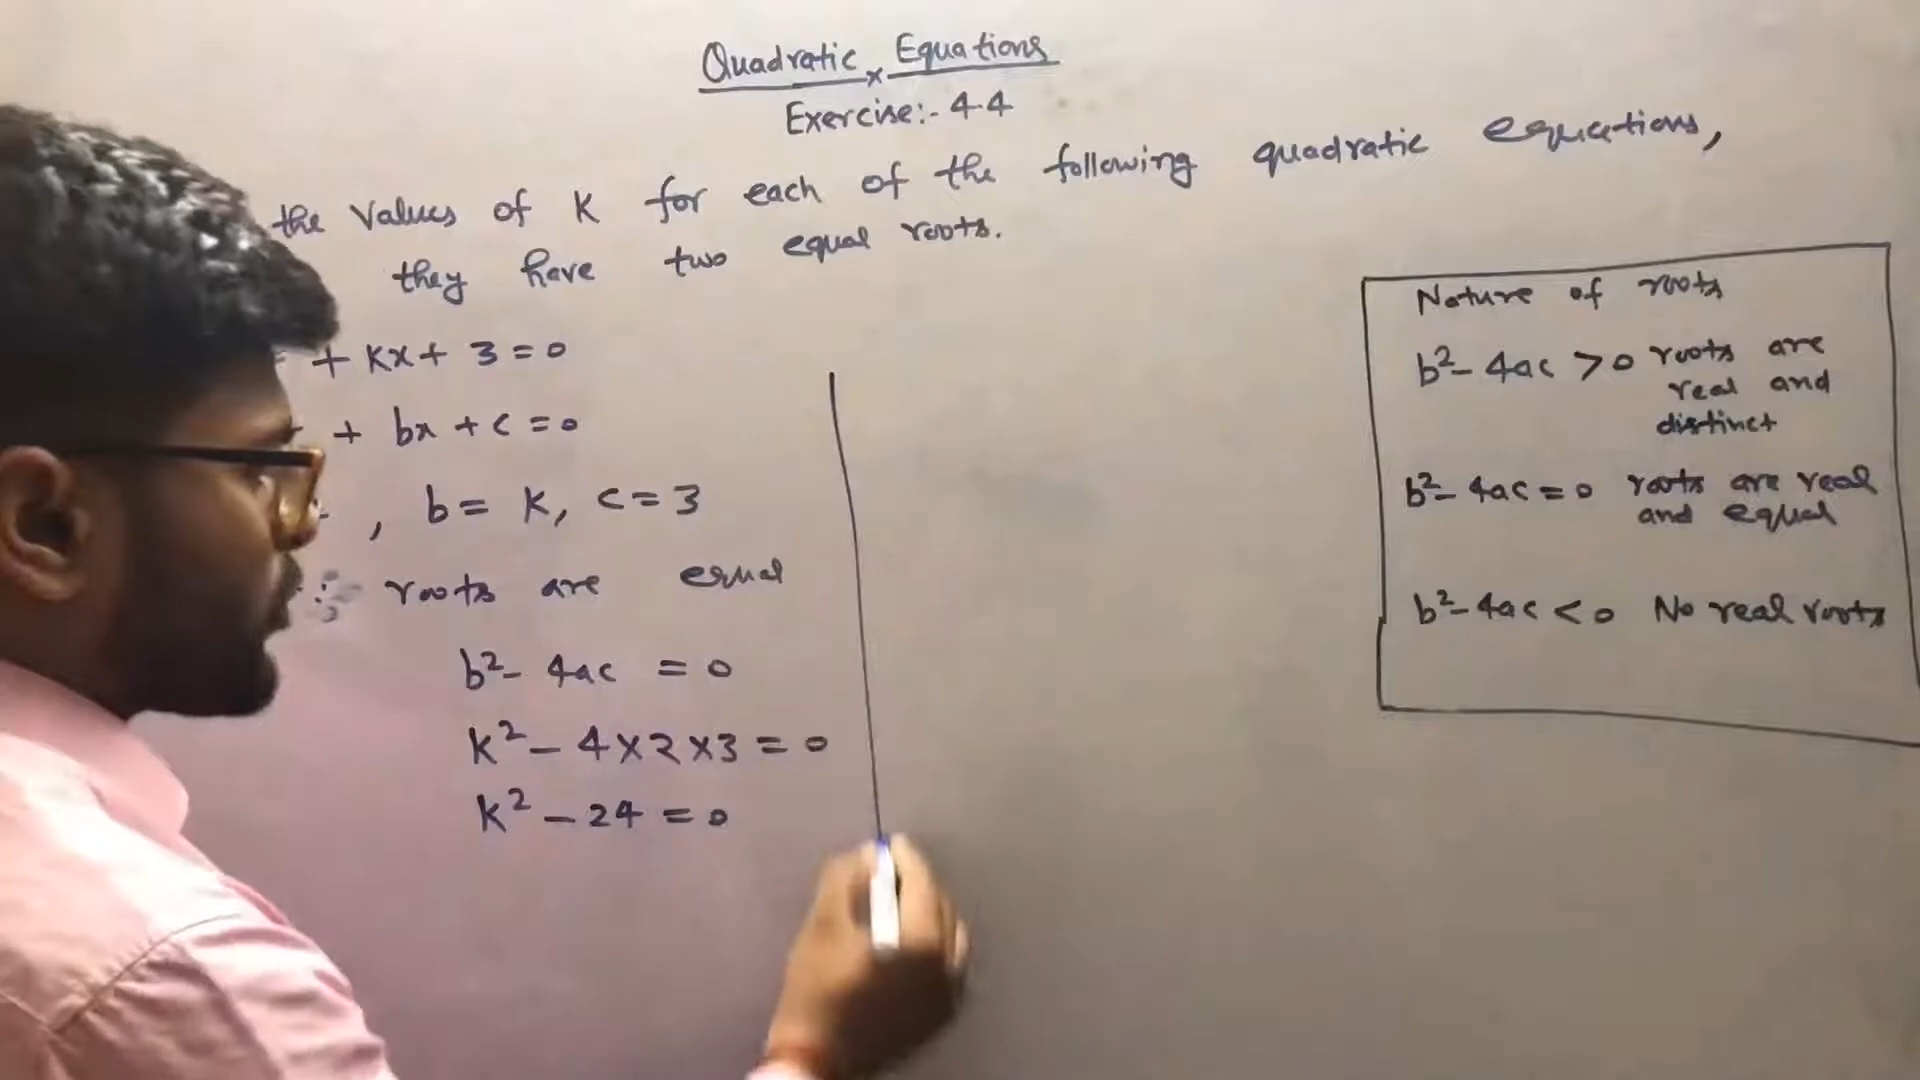 Quadratic Equations
Exercise:- 4.4
the values of K for each of the following quadratic equations,
they have two equal roots.
+ Kx + 3 = 0
+ bx + c = 0
, b = K, c = 3
∵ roots are equal
b² - 4ac = 0
K² - 4×2×3 = 0
K² - 24 = 0
Nature of roots
b² - 4ac > 0 roots are
real and
distinct
b² - 4ac = 0 roots are real
and equal
b² - 4ac < 0 No real roots